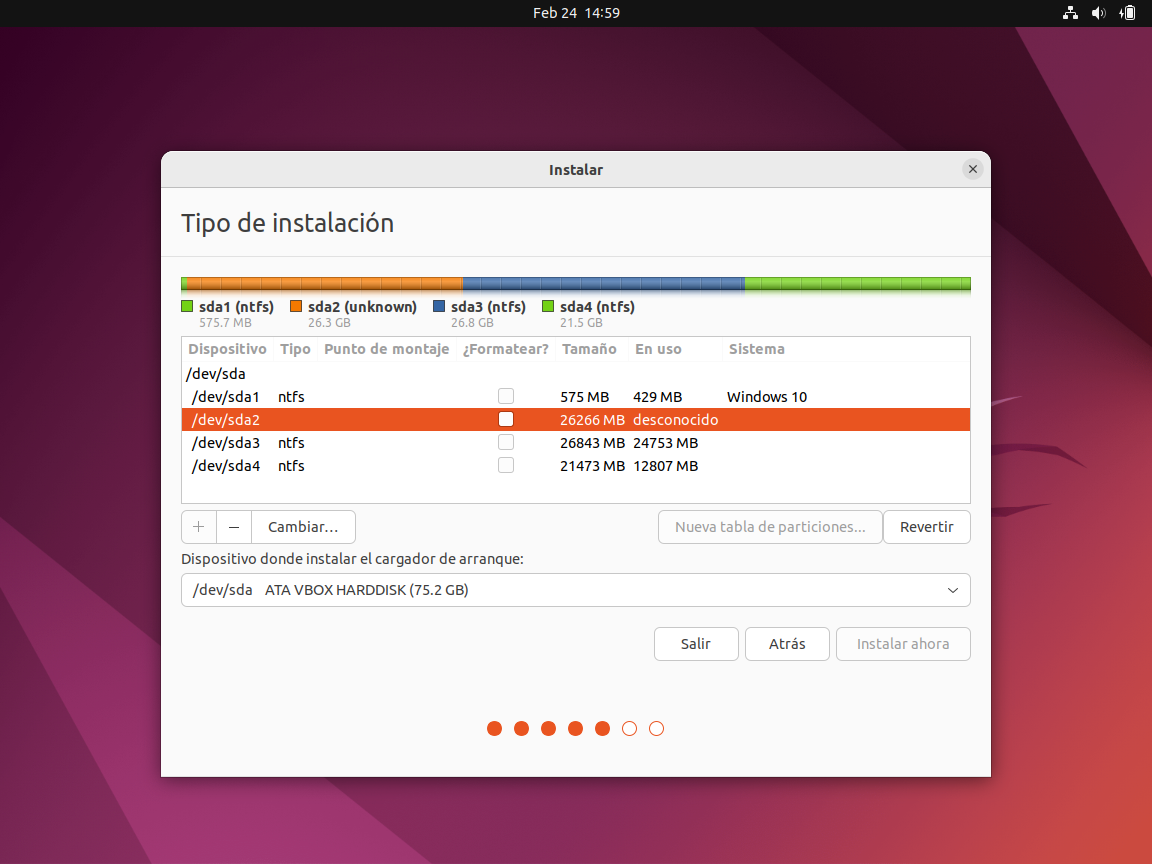 Feb 24 14:59
Instalar
Tipo de instalación
sda1 (ntfs) sda2 (unknown) sda3 (ntfs) sda4 (ntfs)
575.7 MB 26.3 GB 26.8 GB 21.5 GB
Dispositivo Tipo Punto de montaje ¿Formatear? Tamaño En uso Sistema
/dev/sda
/dev/sda1 ntfs 575 MB 429 MB Windows 10
/dev/sda2 26266 MB desconocido
/dev/sda3 ntfs 26843 MB 24753 MB
/dev/sda4 ntfs 21473 MB 12807 MB
+ − Cambiar... Nueva tabla de particiones... Revertir
Dispositivo donde instalar el cargador de arranque:
/dev/sda ATA VBOX HARDDISK (75.2 GB)
Salir Atrás Instalar ahora